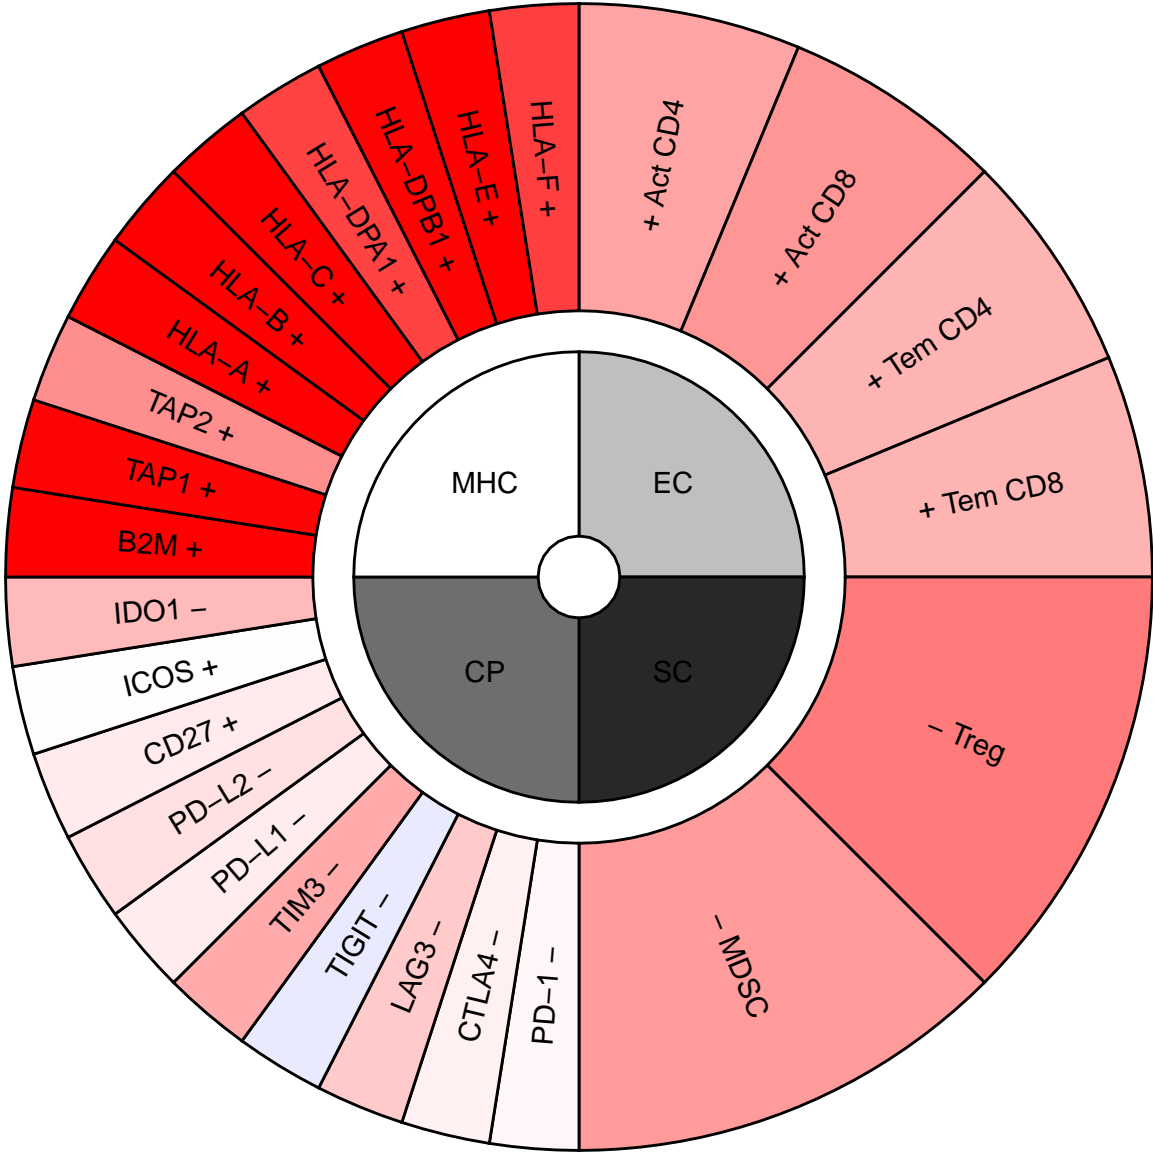 HLA–F +
HLA–E +
HLA–DPB1 +
HLA–DPA1 +
HLA–C +
HLA–B +
HLA–A +
TAP2 +
TAP1 +
B2M +
+ Act CD4
+ Act CD8
+ Tem CD4
+ Tem CD8
MHC
EC
CP
SC
IDO1 –
ICOS +
CD27 +
PD–L2 –
PD–L1 –
TIM3 –
TIGIT –
LAG3 –
CTLA4 –
PD–1 –
– MDSC
– Treg